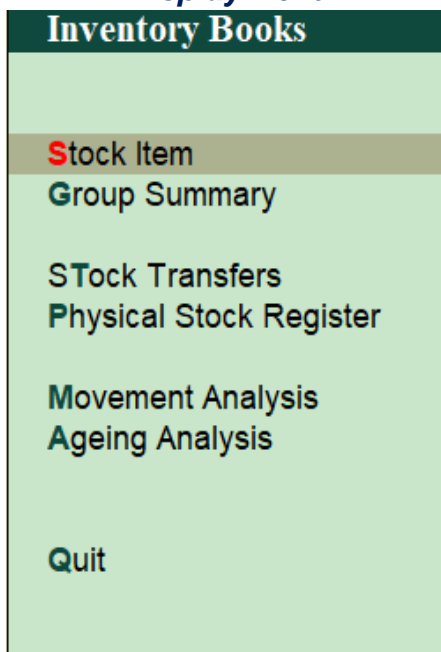 Inventory Books
Stock Item
Group Summary
STock Transfers
Physical Stock Register
Movement Analysis
Ageing Analysis
Quit